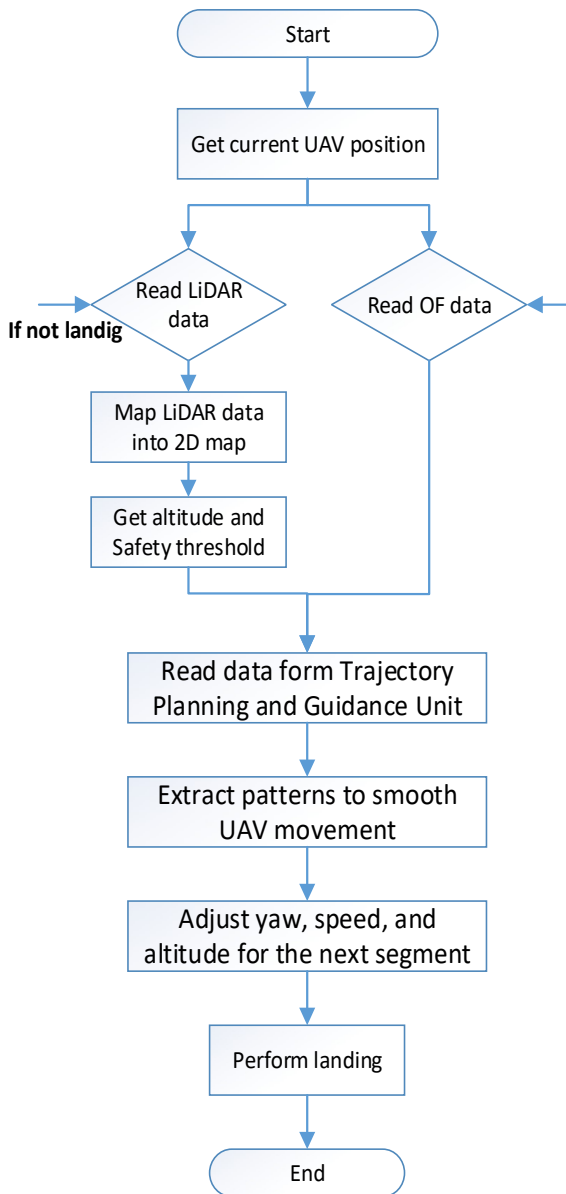 Start
Get current UAV position
Read LiDAR
data
Read OF data
If not landig
Map LiDAR data
into 2D map
Get altitude and
Safety threshold
Read data form Trajectory
Planning and Guidance Unit
Extract patterns to smooth
UAV movement
Adjust yaw, speed, and
altitude for the next segment
Perform landing
End